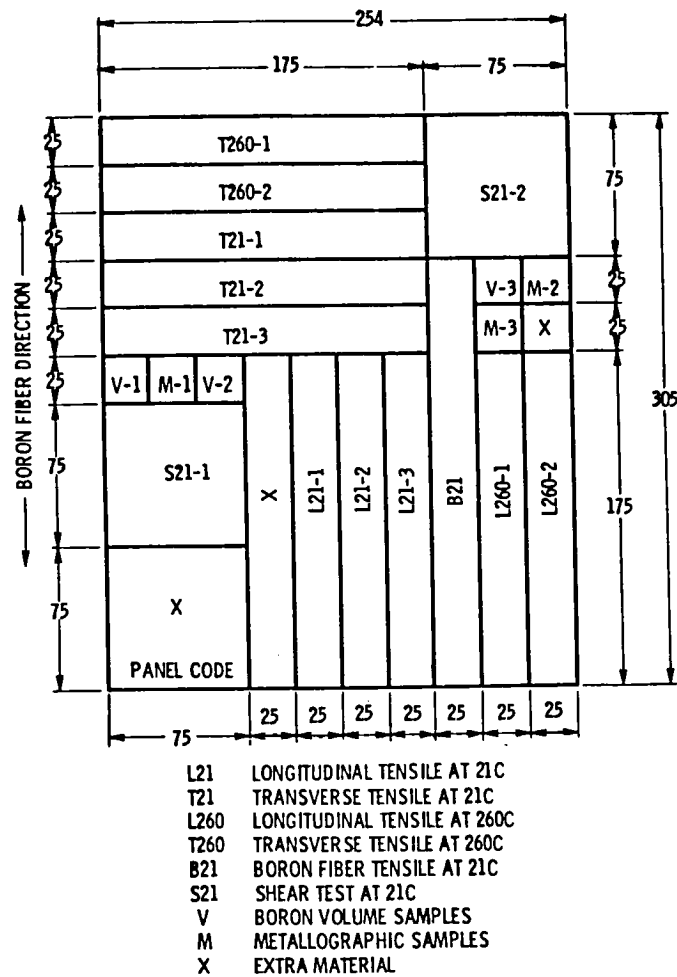 254
175
75
25
T260-1
25
T260-2
25
T21-1
25
T21-2
25
T21-3
S21-2
75
V-3
M-2
25
M-3
X
25
BORON FIBER DIRECTION
25
V-1
M-1
V-2
75
S21-1
75
X
PANEL CODE
X
L21-1
L21-2
L21-3
B21
L260-1
L260-2
175
305
75
25
25
25
25
25
25
25
L21 LONGITUDINAL TENSILE AT 21C
T21 TRANSVERSE TENSILE AT 21C
L260 LONGITUDINAL TENSILE AT 260C
T260 TRANSVERSE TENSILE AT 260C
B21 BORON FIBER TENSILE AT 21C
S21 SHEAR TEST AT 21C
V BORON VOLUME SAMPLES
M METALLOGRAPHIC SAMPLES
X EXTRA MATERIAL